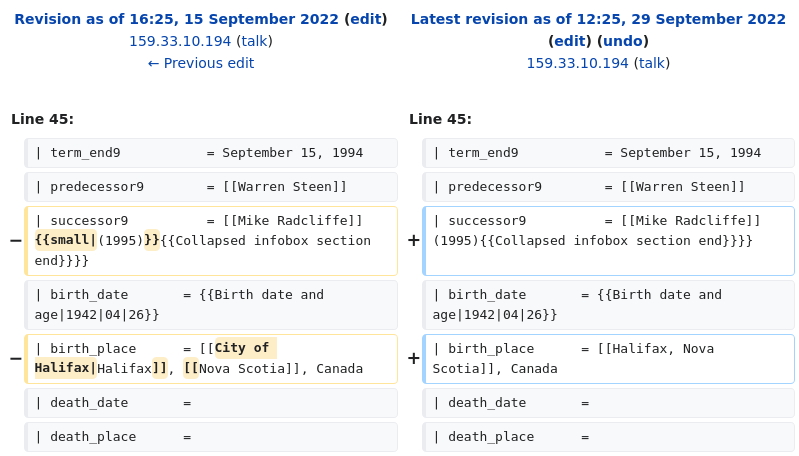 Revision as of 16:25, 15 September 2022 (edit)
159.33.10.194 (talk)
← Previous edit
Latest revision as of 12:25, 29 September 2022
(edit) (undo)
159.33.10.194 (talk)
Line 45:
Line 45:
| term_end9           = September 15, 1994
| term_end9           = September 15, 1994
| predecessor9        = [[Warren Steen]]
| predecessor9        = [[Warren Steen]]
− | successor9          = [[Mike Radcliffe]]
{{small|(1995)}}{{Collapsed infobox section
end}}}}
+ | successor9          = [[Mike Radcliffe]]
(1995){{Collapsed infobox section end}}}}
| birth_date       = {{Birth date and
age|1942|04|26}}
| birth_date       = {{Birth date and
age|1942|04|26}}
− | birth_place      = [[City of
Halifax|Halifax]], [[Nova Scotia]], Canada
+ | birth_place      = [[Halifax, Nova
Scotia]], Canada
| death_date       =
| death_date       =
| death_place      =
| death_place      =